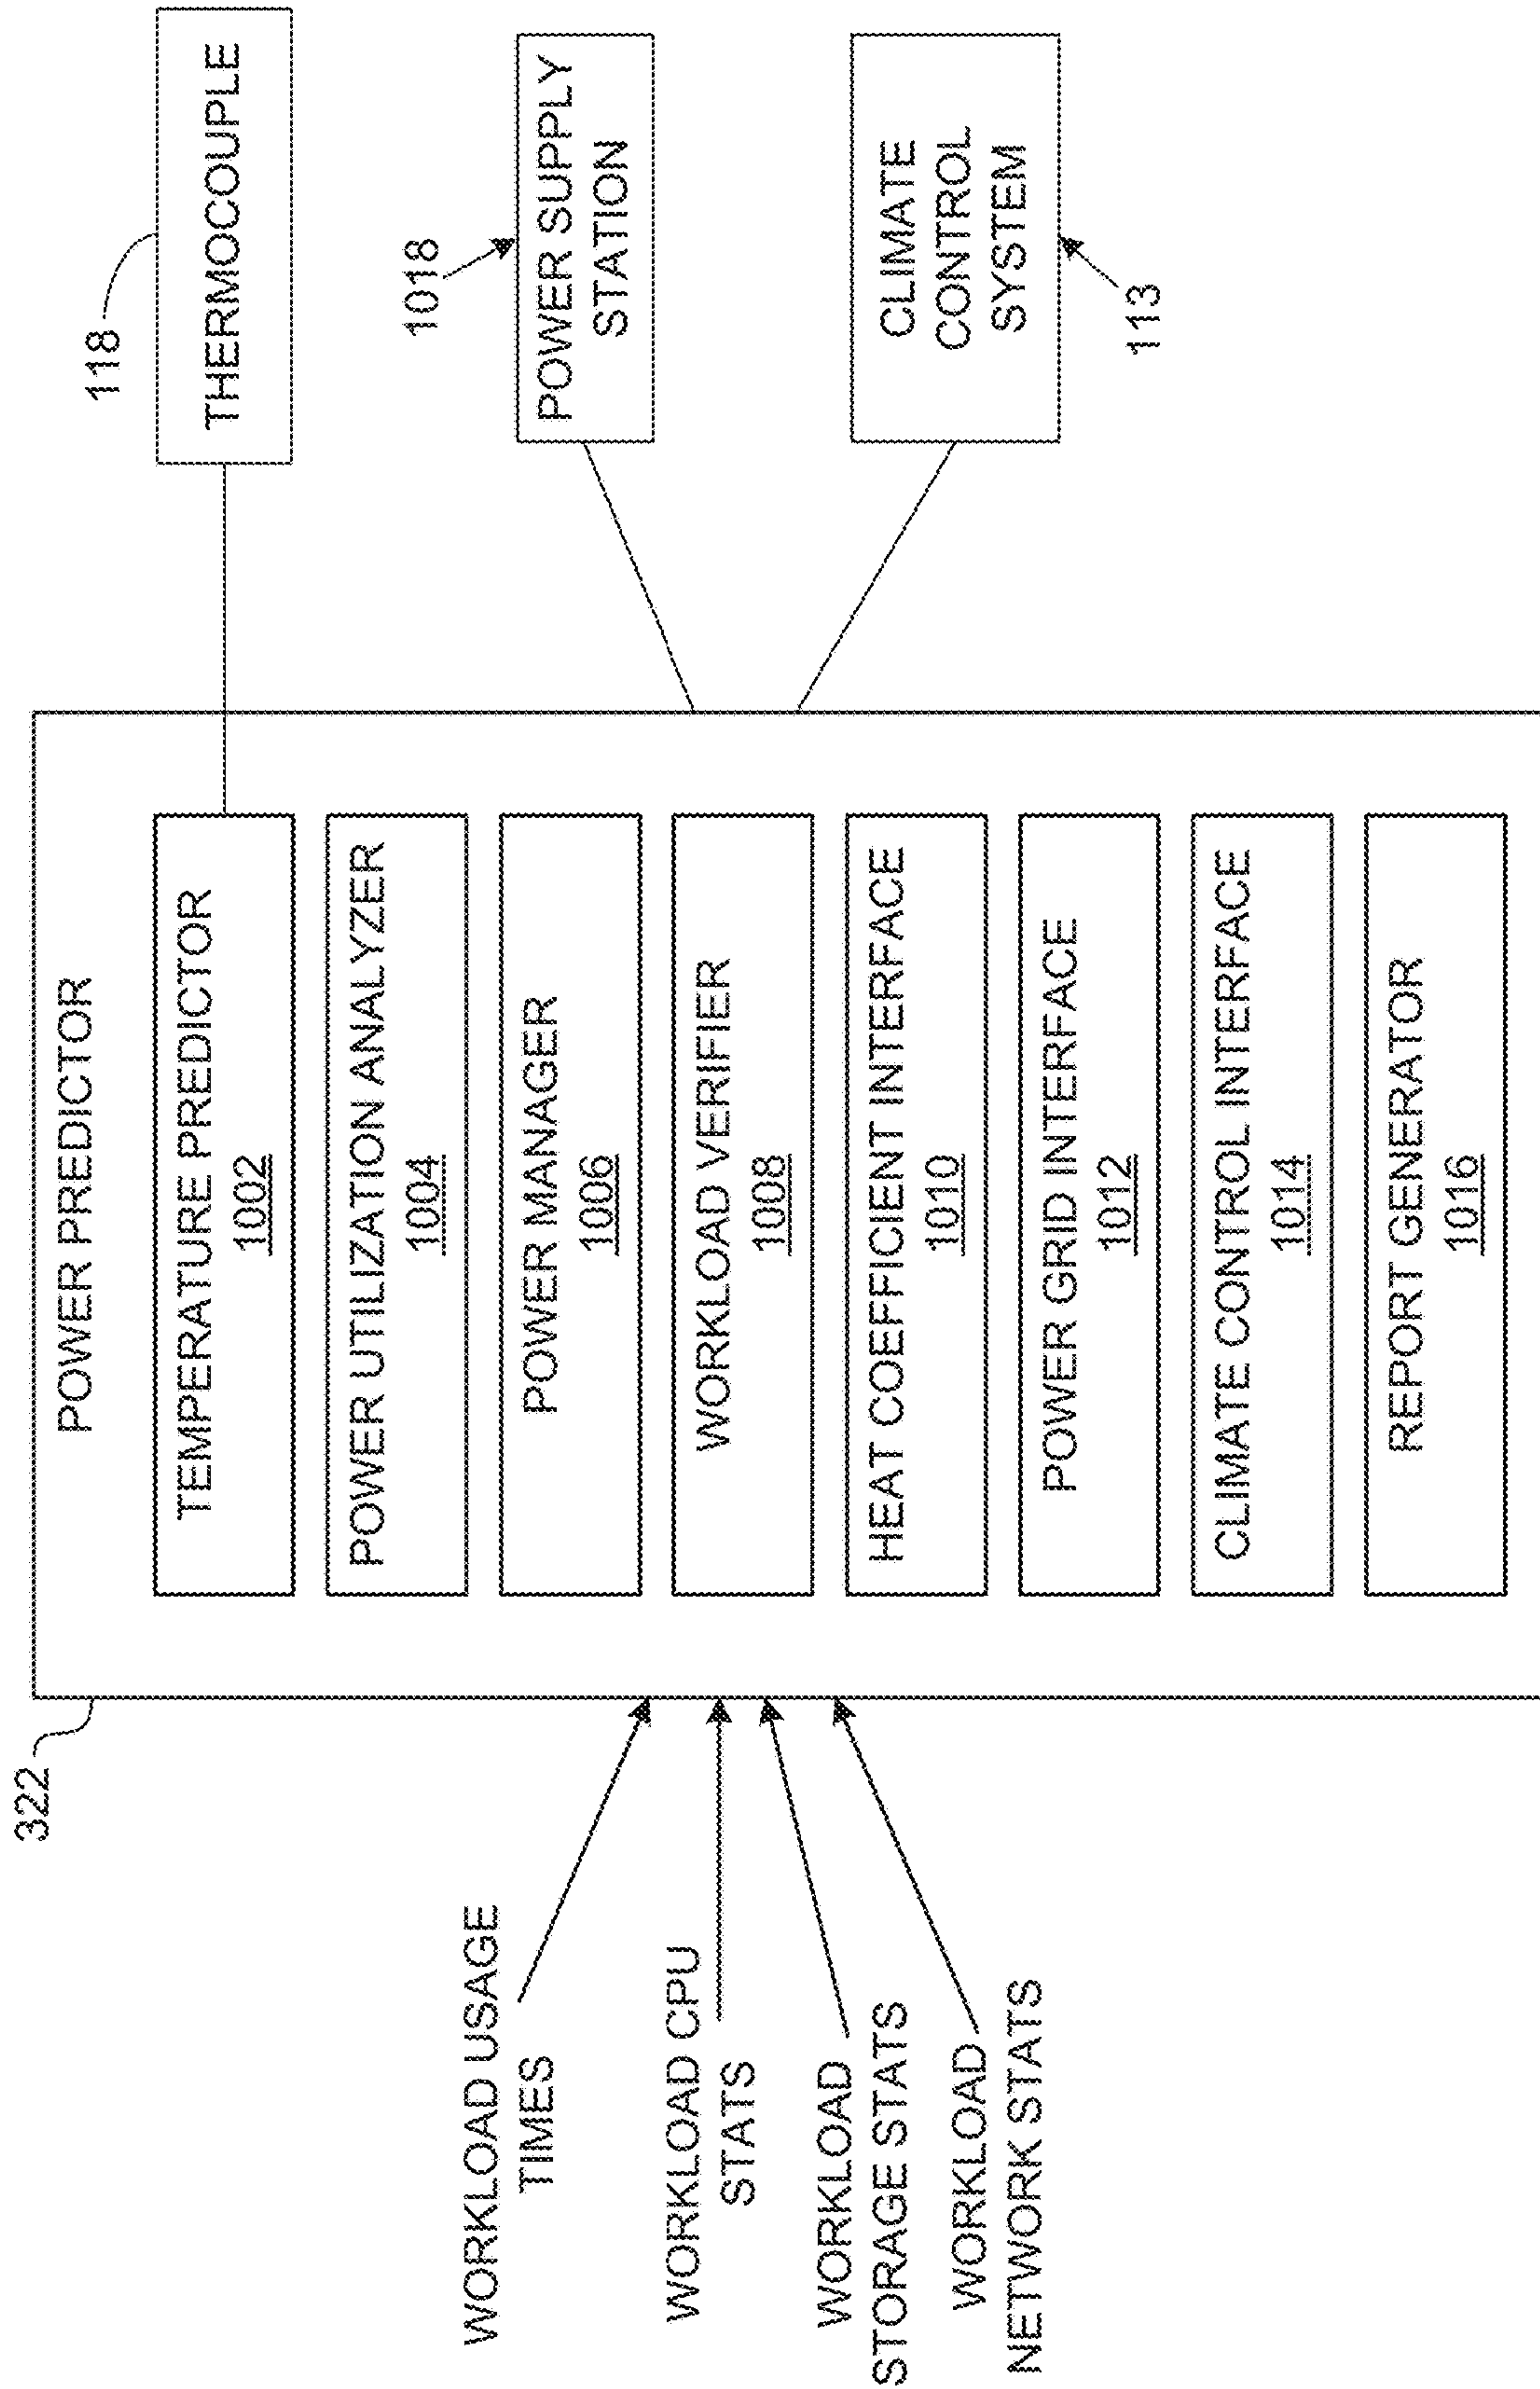 322
POWER PREDICTOR
TEMPERATURE PREDICTOR
1002
POWER UTILIZATION ANALYZER
1004
POWER MANAGER
1006
WORKLOAD VERIFIER
1008
HEAT COEFFICIENT INTERFACE
1010
POWER GRID INTERFACE
1012
CLIMATE CONTROL INTERFACE
1014
REPORT GENERATOR
1016
WORKLOAD USAGE
TIMES
WORKLOAD CPU
STATS
WORKLOAD
STORAGE STATS
WORKLOAD
NETWORK STATS
118
THERMOCOUPLE
1018
POWER SUPPLY
STATION
CLIMATE
CONTROL
SYSTEM
113